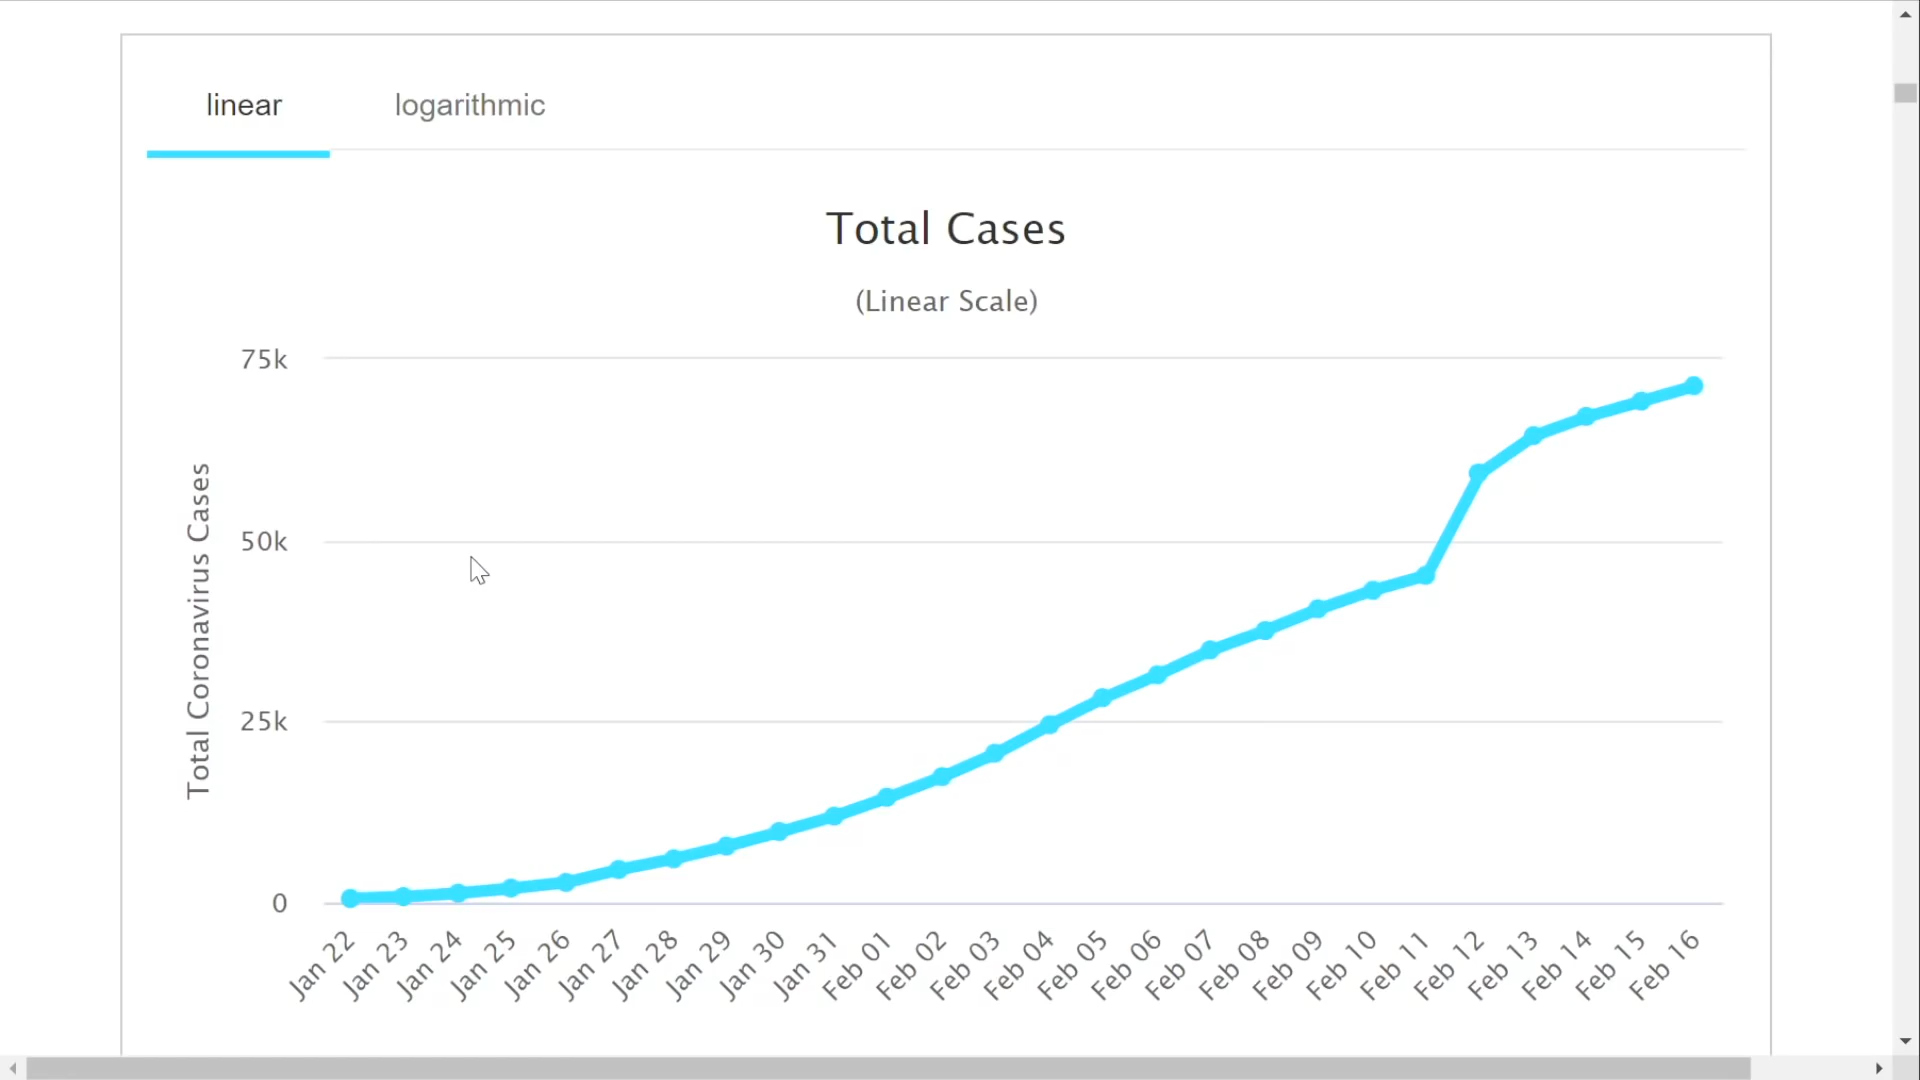 linear
logarithmic
Total Cases
(Linear Scale)
Total Coronavirus Cases
75k
50k
25k
0
Jan 22
Jan 23
Jan 24
Jan 25
Jan 26
Jan 27
Jan 28
Jan 29
Jan 30
Jan 31
Feb 01
Feb 02
Feb 03
Feb 04
Feb 05
Feb 06
Feb 07
Feb 08
Feb 09
Feb 10
Feb 11
Feb 12
Feb 13
Feb 14
Feb 15
Feb 16